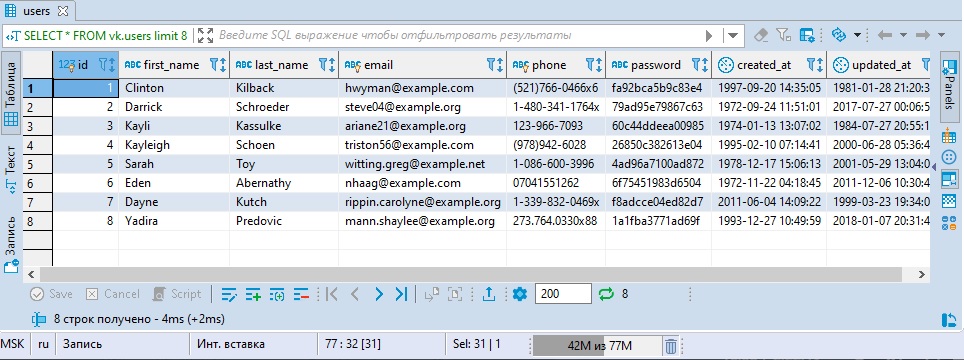 users
SELECT * FROM vk.users limit 8 Введите SQL выражение чтобы отфильтровать результаты
Таблица
Текст
Запись
Panels
123 id ABC first_name ABC last_name ABC email ABC phone ABC password created_at updated_at
1 1 Clinton Kilback hwyman@example.com (521)766-0466x6 fa92bca5b9c83e4 1997-09-20 14:35:05 1981-01-28 21:20:3
2 2 Darrick Schroeder steve04@example.org 1-480-341-1764x 79ad95e79867c63 1972-09-24 11:51:01 2017-07-27 00:06:5
3 3 Kayli Kassulke ariane21@example.org 123-966-7093 60c44ddeea00985 1974-01-13 13:07:02 1984-07-27 20:55:1
4 4 Kayleigh Schoen triston56@example.com (978)942-6028 26850c382613e04 1995-02-10 07:14:41 2000-06-28 05:36:4
5 5 Sarah Toy witting.greg@example.net 1-086-600-3996 4ad96a7100ad872 1978-12-17 15:06:13 2001-05-29 13:04:0
6 6 Eden Abernathy nhaag@example.com 07041551262 6f75451983d6504 1972-11-22 04:18:45 2011-12-06 10:30:4
7 7 Dayne Kutch rippin.carolyne@example.com 1-339-832-0469x f8adcce04ed82d7 2011-06-04 14:09:22 1999-03-23 19:34:0
8 8 Yadira Predovic mann.shaylee@example.org 273.764.0330x88 1a1fba3771ad69f 1993-12-27 10:49:59 2018-01-07 20:31:4
Save Cancel Script 200 8
8 строк получено - 4ms (+2ms)
MSK ru Запись Инт. вставка 77 : 32 [31] Sel: 31 | 1 42M из 77M